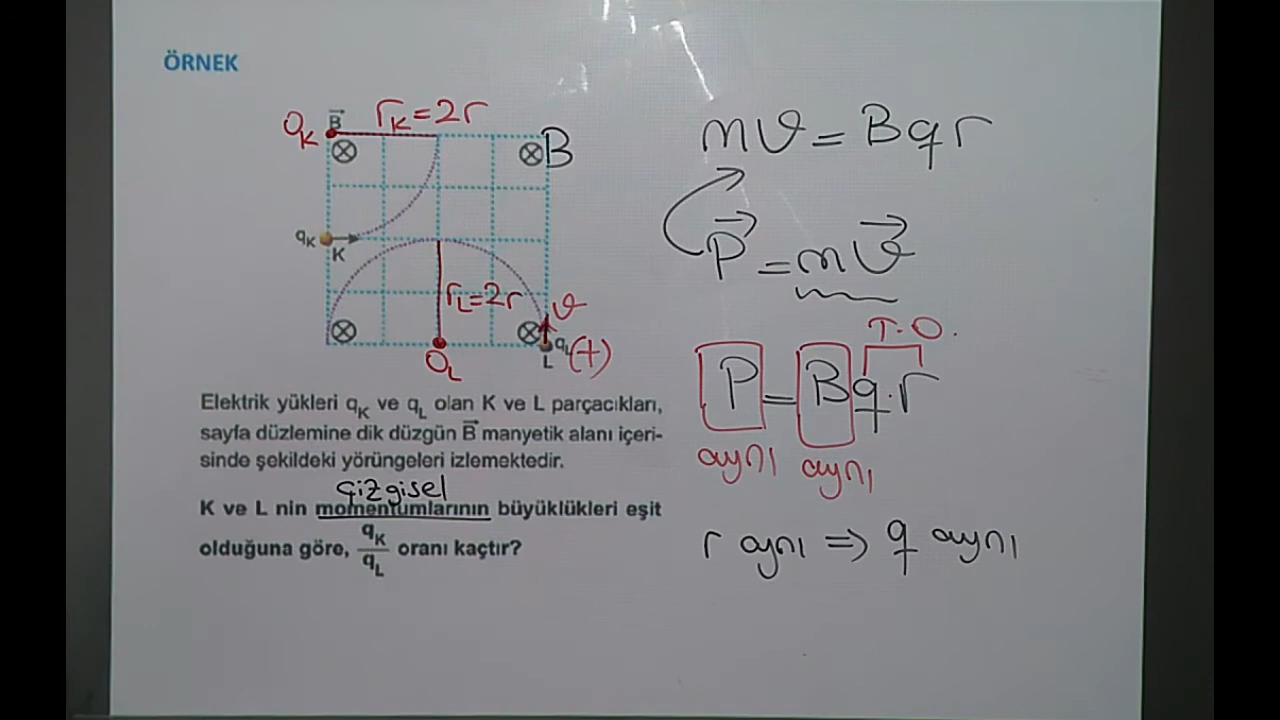 ÖRNEK
O_K B⃗ r_K = 2r
⊗ ⊗ B
q_K K
r_L = 2r ϑ
⊗ ⊗ q_L (+)
O_L L
Elektrik yükleri q_K ve q_L olan K ve L parçacıkları,
sayfa düzlemine dik düzgün B⃗ manyetik alanı içeri-
sinde şekildeki yörüngeleri izlemektedir.
çizgisel
K ve L nin momentumlarının büyüklükleri eşit
olduğuna göre, q_K/q_L oranı kaçtır?
mϑ = Bqr
P⃗ = mϑ⃗
T.O.
P = Bq.r
aynı aynı
r aynı ⇒ q aynı